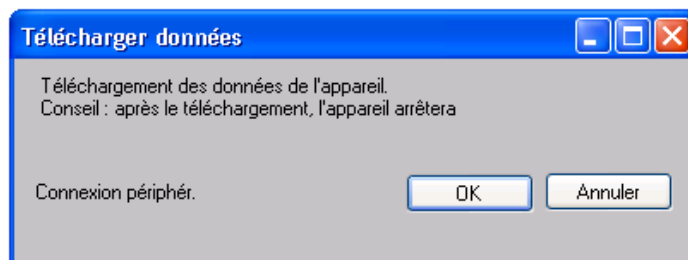 Télécharger données
Téléchargement des données de l'appareil.
Conseil : après le téléchargement, l'appareil arrêtera
Connexion périphér.
OK
Annuler